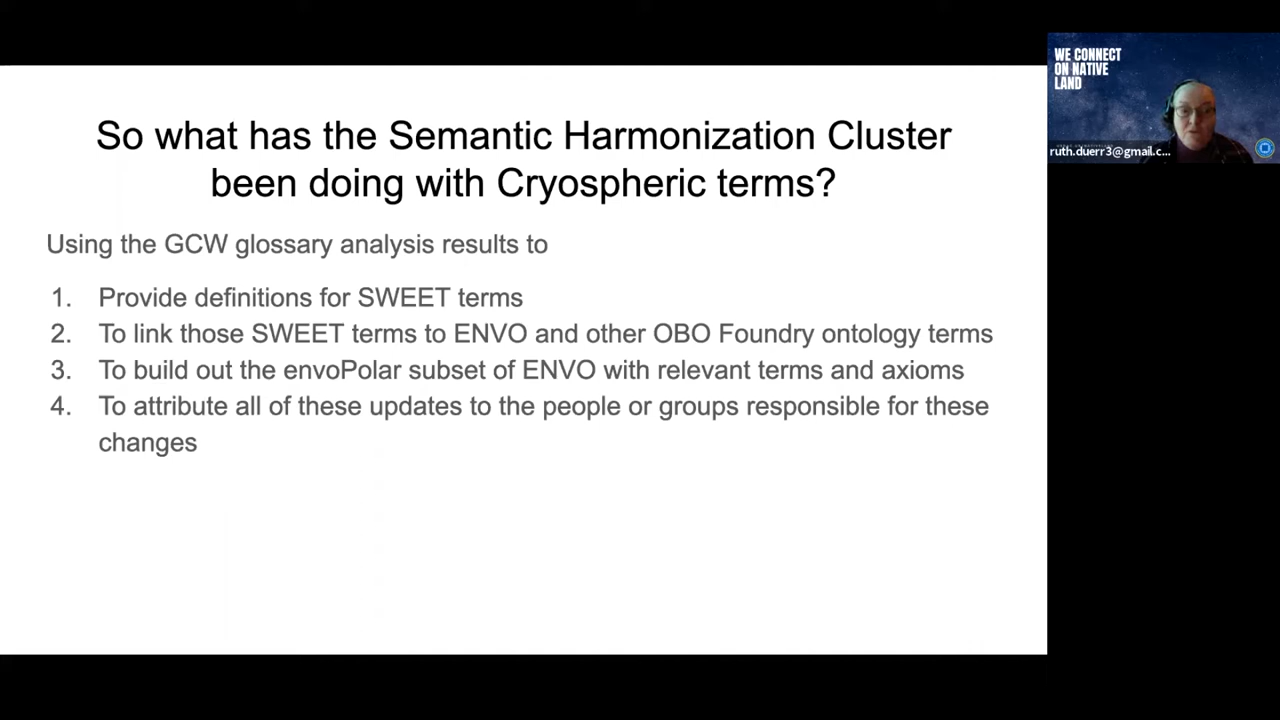 So what has the Semantic Harmonization Cluster
been doing with Cryospheric terms?
Using the GCW glossary analysis results to
1. Provide definitions for SWEET terms
2. To link those SWEET terms to ENVO and other OBO Foundry ontology terms
3. To build out the envoPolar subset of ENVO with relevant terms and axioms
4. To attribute all of these updates to the people or groups responsible for these
changes
WE CONNECT
ON NATIVE
LAND
ruth.duerr3@gmail.c...